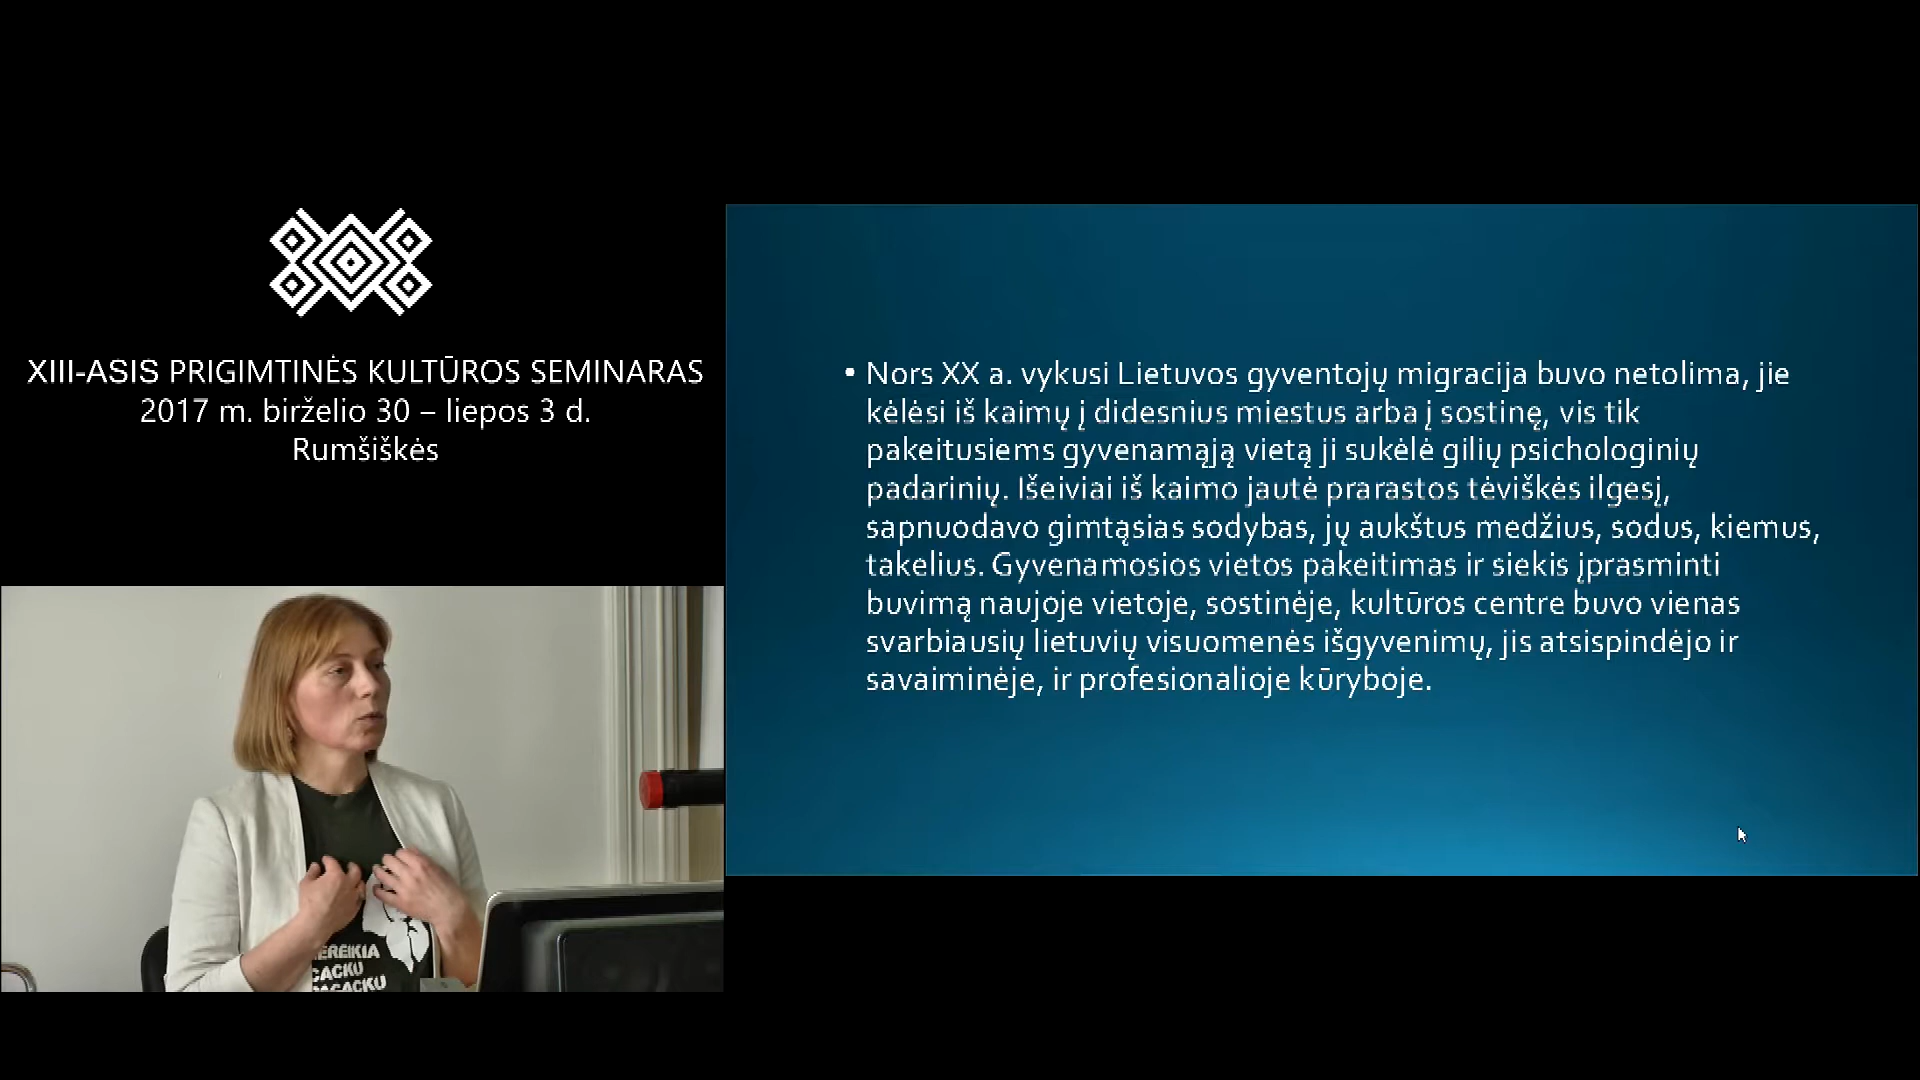 XIII-ASIS PRIGIMTINĖS KULTŪROS SEMINARAS
2017 m. birželio 30 – liepos 3 d.
Rumšiškės
• Nors XX a. vykusi Lietuvos gyventojų migracija buvo netolima, jie
kėlėsi iš kaimų į didesnius miestus arba į sostinę, vis tik
pakeitusiems gyvenamąją vietą ji sukėlė gilių psichologinių
padarinių. Išeiviai iš kaimo jautė prarastos tėviškės ilgesį,
sapnuodavo gimtąsias sodybas, jų aukštus medžius, sodus, kiemus,
takelius. Gyvenamosios vietos pakeitimas ir siekis įprasminti
buvimą naujoje vietoje, sostinėje, kultūros centre buvo vienas
svarbiausių lietuvių visuomenės išgyvenimų, jis atsispindėjo ir
savaiminėje, ir profesionalioje kūryboje.